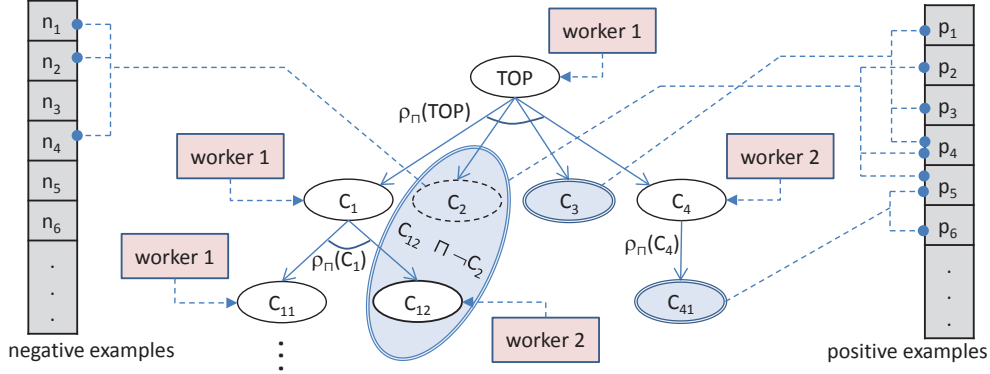 n1
n2
n3
n4
n5
n6
.
.
.
negative examples
worker 1
TOP
ρ⊓(TOP)
worker 1
worker 2
C1
C2
C3
C4
C12 ⊓ ¬C2
ρ⊓(C1)
ρ⊓(C4)
worker 1
C11
C12
C41
worker 2
p1
p2
p3
p4
p5
p6
.
.
.
positive examples